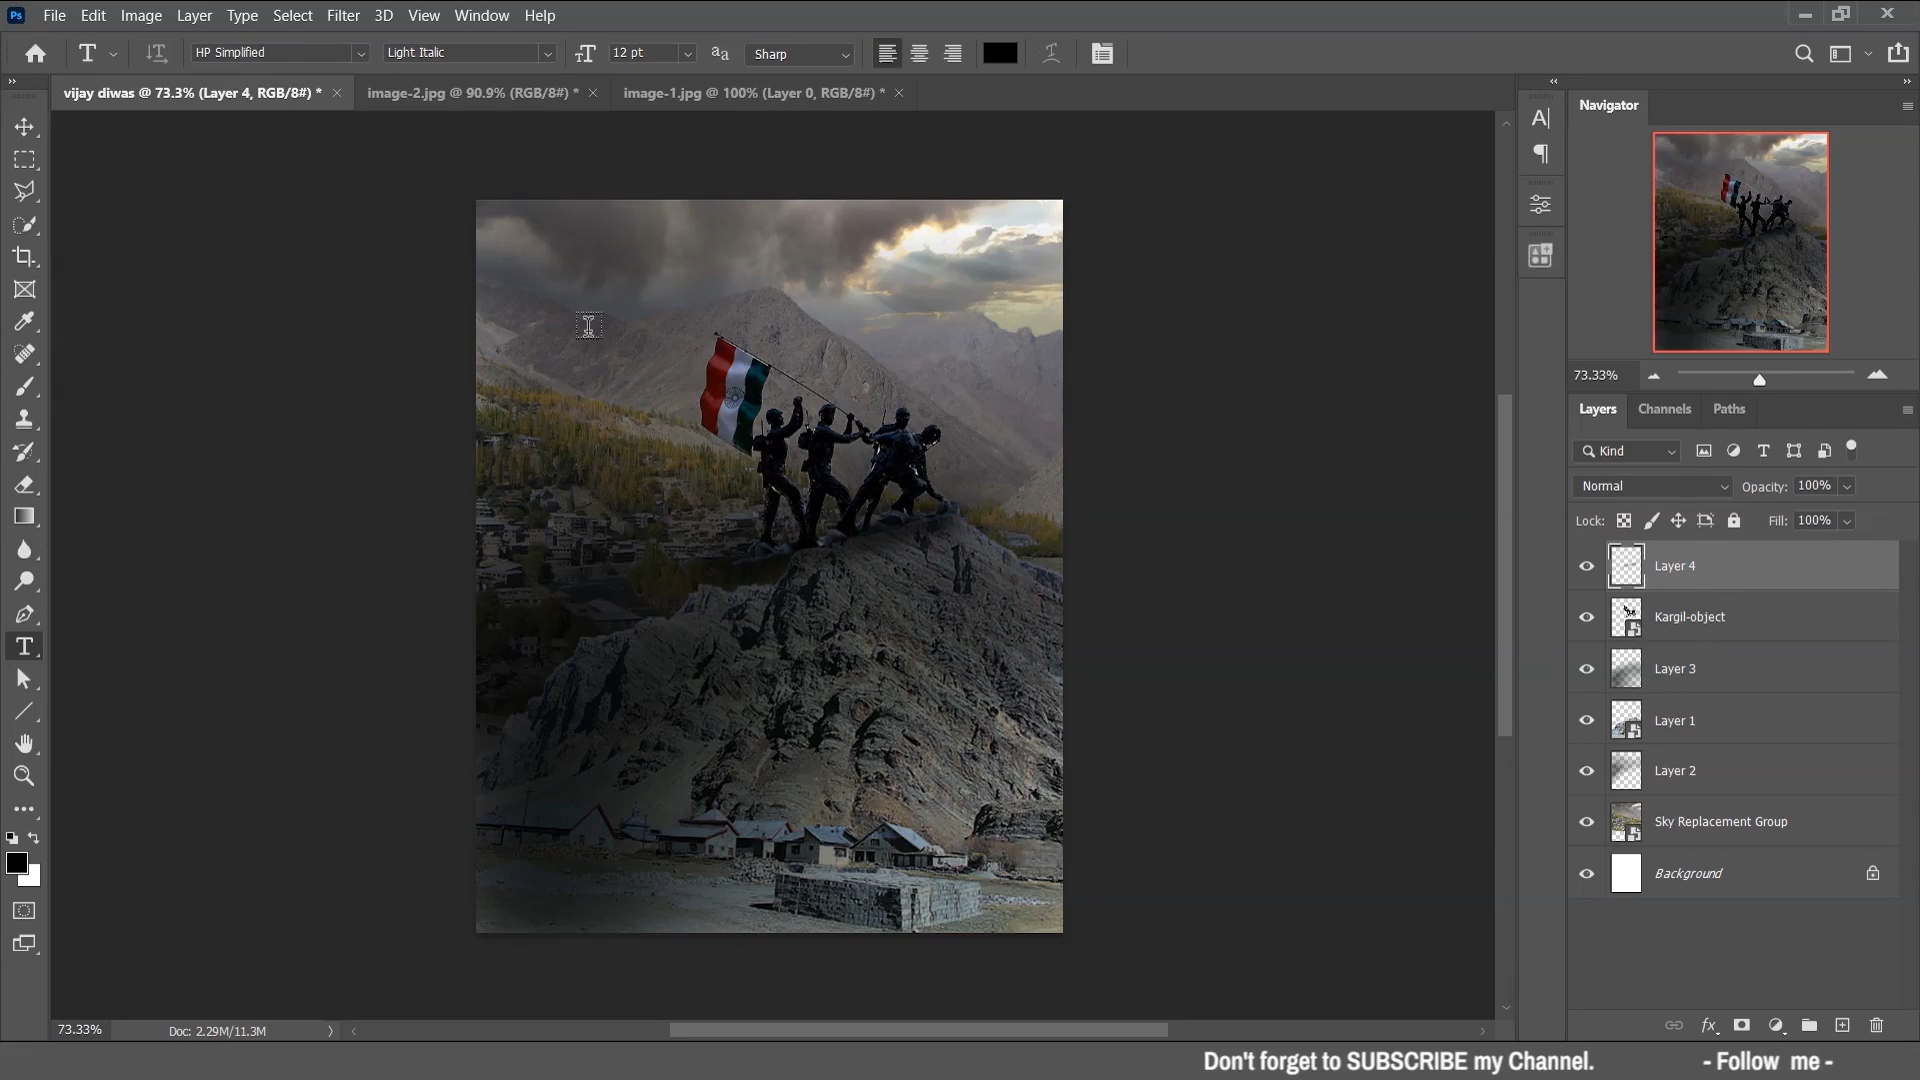 Ps File Edit Image Layer Type Select Filter 3D View Window Help
T HP Simplified Light Italic 12 pt Sharp
vijay diwas @ 73.3% (Layer 4, RGB/8#) * image-2.jpg @ 90.9% (RGB/8#) * image-1.jpg @ 100% (Layer 0, RGB/8#) *
Navigator
73.33%
Layers Channels Paths
Kind
Normal Opacity: 100%
Lock: Fill: 100%
Layer 4
Kargil-object
Layer 3
Layer 1
Layer 2
Sky Replacement Group
Background
73.33% Doc: 2.29M/11.3M
Don't forget to SUBSCRIBE my Channel. - Follow me -